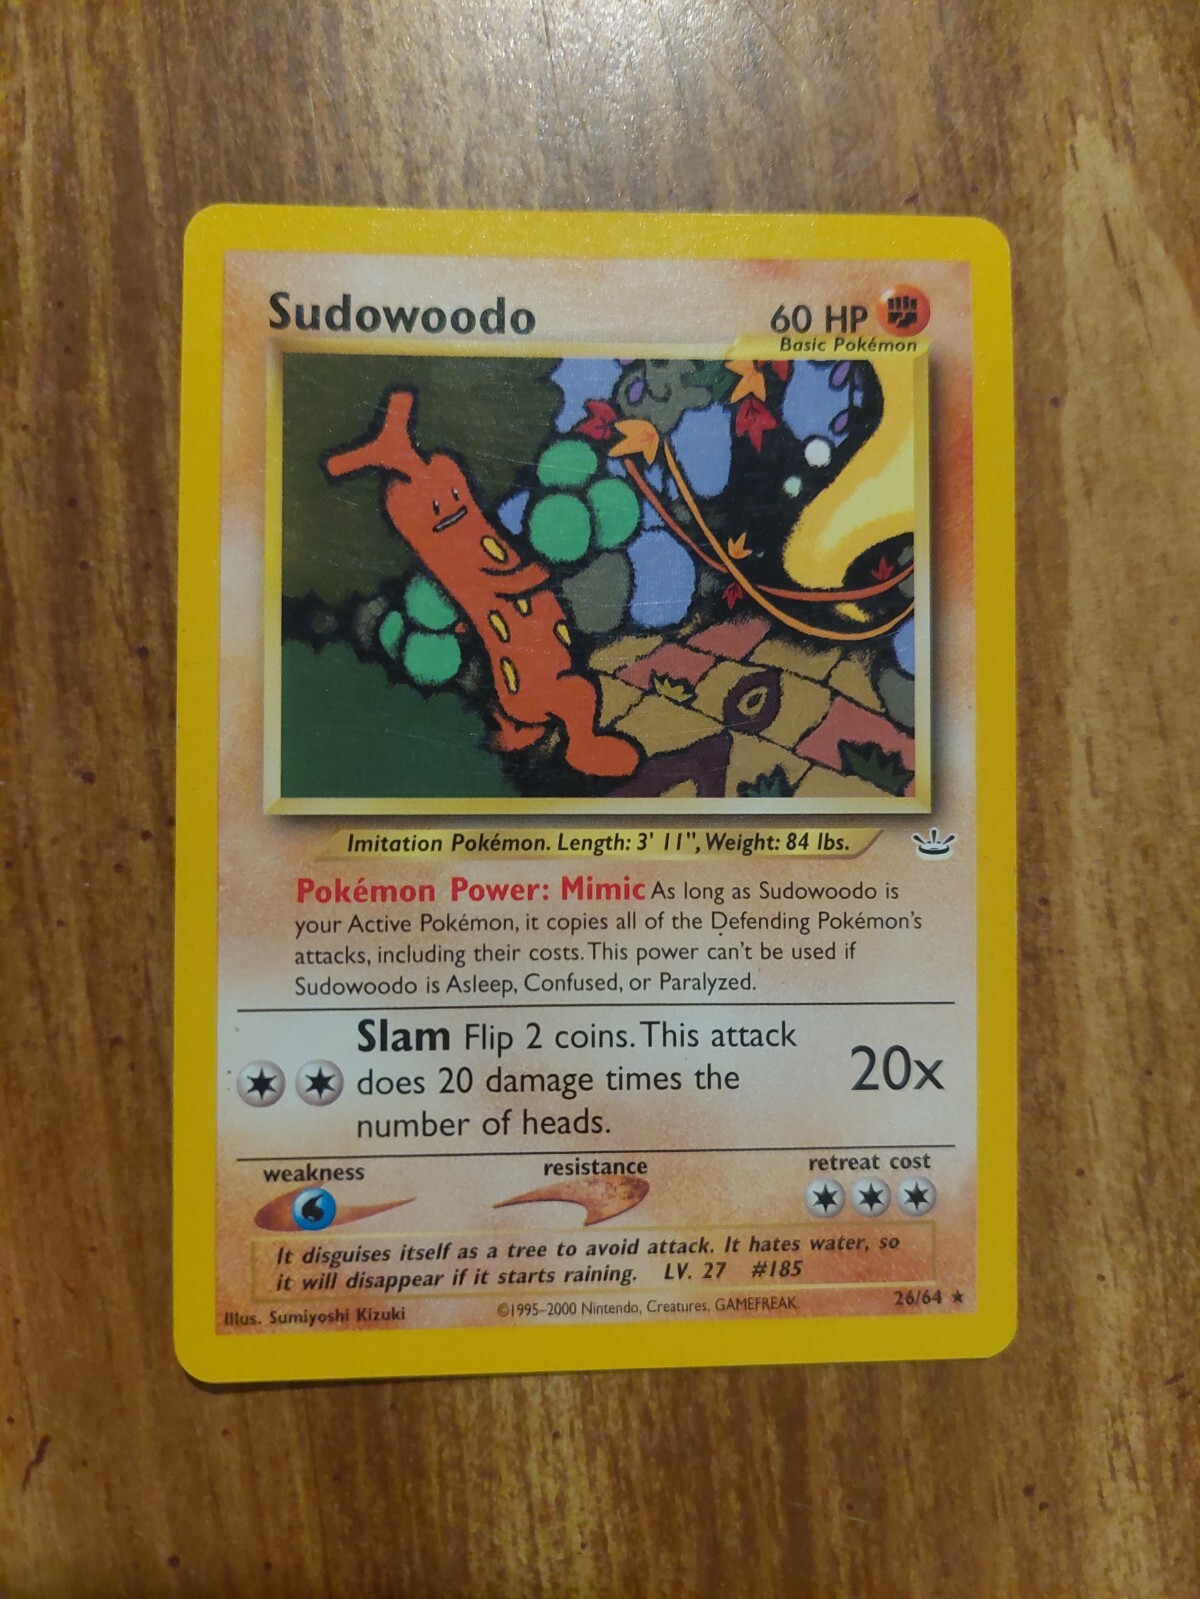 Sudowoodo
60 HP
Basic Pokémon
Imitation Pokémon. Length: 3' 11", Weight: 84 lbs.
Pokémon Power: Mimic As long as Sudowoodo is
your Active Pokémon, it copies all of the Defending Pokémon's
attacks, including their costs. This power can't be used if
Sudowoodo is Asleep, Confused, or Paralyzed.
Slam Flip 2 coins. This attack
does 20 damage times the
number of heads.
20x
weakness
resistance
retreat cost
It disguises itself as a tree to avoid attack. It hates water, so
it will disappear if it starts raining. LV. 27 #185
Illus. Sumiyoshi Kizuki
©1995–2000 Nintendo, Creatures, GAMEFREAK.
26/64 ★